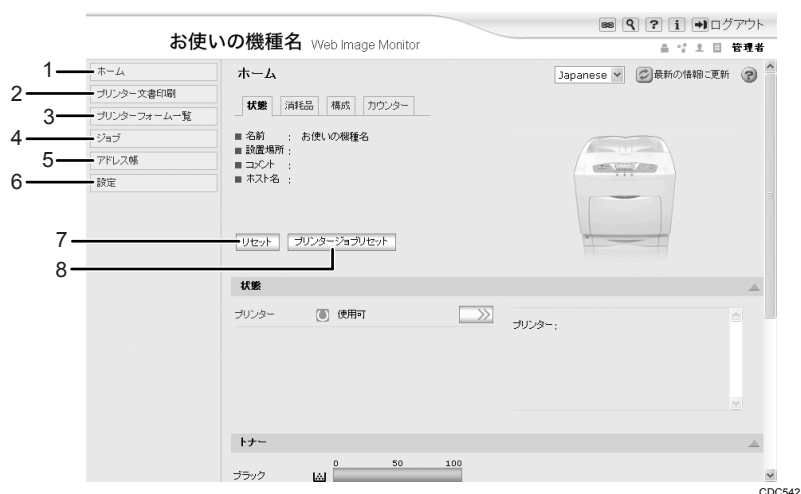 ログアウト
お使いの機種名 Web Image Monitor
管理者
1 ホーム
2 プリンター文書印刷
3 プリンターフォーム一覧
4 ジョブ
5 アドレス帳
6 設定
ホーム
Japanese
最新の情報に更新
状態 消耗品 構成 カウンター
名前 : お使いの機種名
設置場所 :
コメント :
ホスト名 :
7 リセット プリンタージョブリセット
8
状態
プリンター 使用可
プリンター :
トナー
0 50 100
ブラック
CDC542